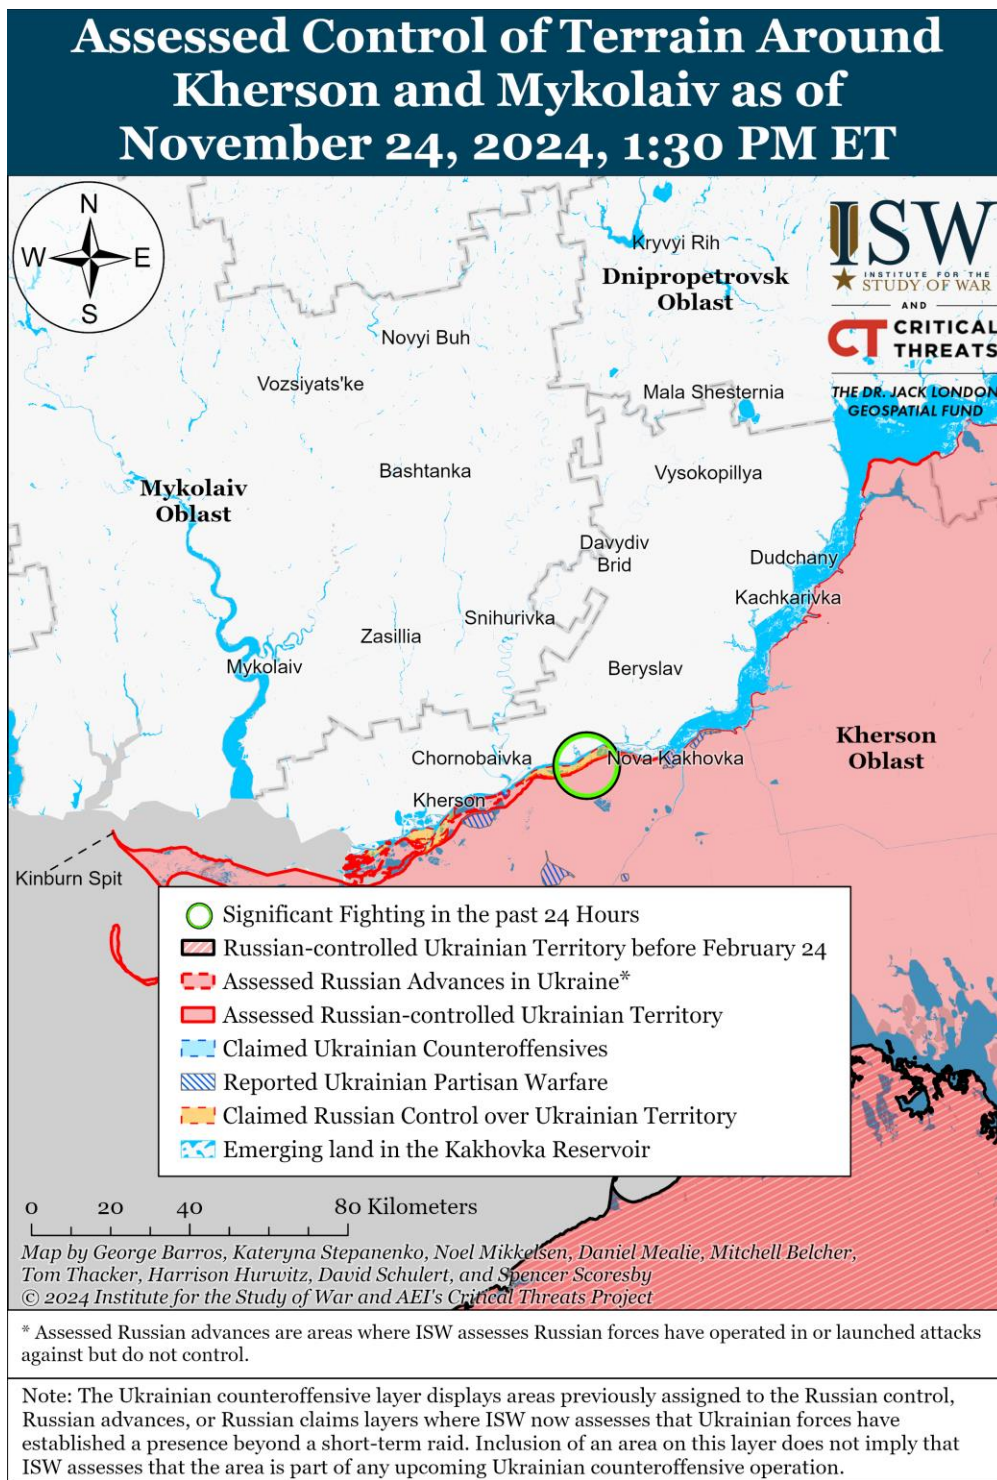 Assessed Control of Terrain Around
Kherson and Mykolaiv as of
November 24, 2024, 1:30 PM ET
N
W
E
S
ISW
INSTITUTE FOR THE
STUDY OF WAR
AND
CT CRITICAL
THREATS
THE DR. JACK LONDON
GEOSPATIAL FUND
Kryvyi Rih
Dnipropetrovsk
Oblast
Novyi Buh
Vozsiyats'ke
Mala Shesternia
Bashtanka
Vysokopillya
Mykolaiv
Oblast
Davydiv
Brid
Dudchany
Kachkarivka
Snihurivka
Zasillia
Mykolaiv
Beryslav
Kherson
Oblast
Chornobaivka
Nova Kakhovka
Kherson
Kinburn Spit
Significant Fighting in the past 24 Hours
Russian-controlled Ukrainian Territory before February 24
Assessed Russian Advances in Ukraine*
Assessed Russian-controlled Ukrainian Territory
Claimed Ukrainian Counteroffensives
Reported Ukrainian Partisan Warfare
Claimed Russian Control over Ukrainian Territory
Emerging land in the Kakhovka Reservoir
0 20 40 80 Kilometers
Map by George Barros, Kateryna Stepanenko, Noel Mikkelsen, Daniel Mealie, Mitchell Belcher,
Tom Thacker, Harrison Hurwitz, David Schulert, and Spencer Scoresby
© 2024 Institute for the Study of War and AEI's Critical Threats Project
* Assessed Russian advances are areas where ISW assesses Russian forces have operated in or launched attacks
against but do not control.
Note: The Ukrainian counteroffensive layer displays areas previously assigned to the Russian control,
Russian advances, or Russian claims layers where ISW now assesses that Ukrainian forces have
established a presence beyond a short-term raid. Inclusion of an area on this layer does not imply that
ISW assesses that the area is part of any upcoming Ukrainian counteroffensive operation.